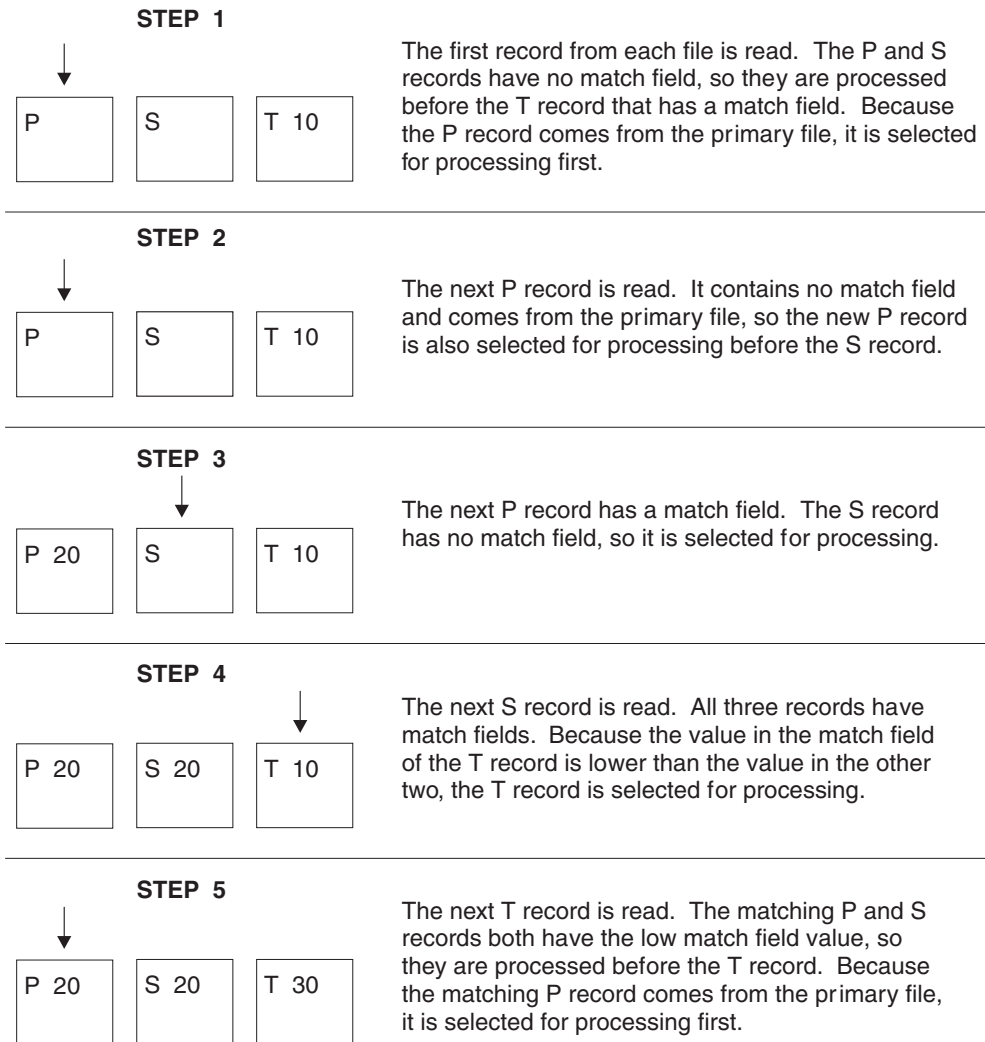 STEP 1
P
S
T 10
The first record from each file is read. The P and S
records have no match field, so they are processed
before the T record that has a match field. Because
the P record comes from the primary file, it is selected
for processing first.
STEP 2
P
S
T 10
The next P record is read. It contains no match field
and comes from the primary file, so the new P record
is also selected for processing before the S record.
STEP 3
P 20
S
T 10
The next P record has a match field. The S record
has no match field, so it is selected for processing.
STEP 4
P 20
S 20
T 10
The next S record is read. All three records have
match fields. Because the value in the match field
of the T record is lower than the value in the other
two, the T record is selected for processing.
STEP 5
P 20
S 20
T 30
The next T record is read. The matching P and S
records both have the low match field value, so
they are processed before the T record. Because
the matching P record comes from the primary file,
it is selected for processing first.